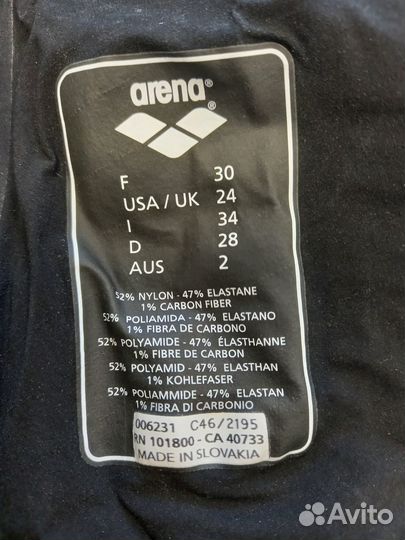 arena®
®
F 30
USA / UK 24
I 34
D 28
AUS 2
52% NYLON - 47% ELASTANE
1% CARBON FIBER
52% POLIAMIDA - 47% ELASTANO
1% FIBRA DE CARBONO
52% POLYAMIDE - 47% ÉLASTHANNE
1% FIBRE DE CARBON
52% POLYAMID - 47% ELASTHAN
1% KOHLEFASER
52% POLIAMMIDE - 47% ELASTAN
1% FIBRA DI CARBONIO
006231 C46/2195
RN 101800 - CA 40733
MADE IN SLOVAKIA
Avito